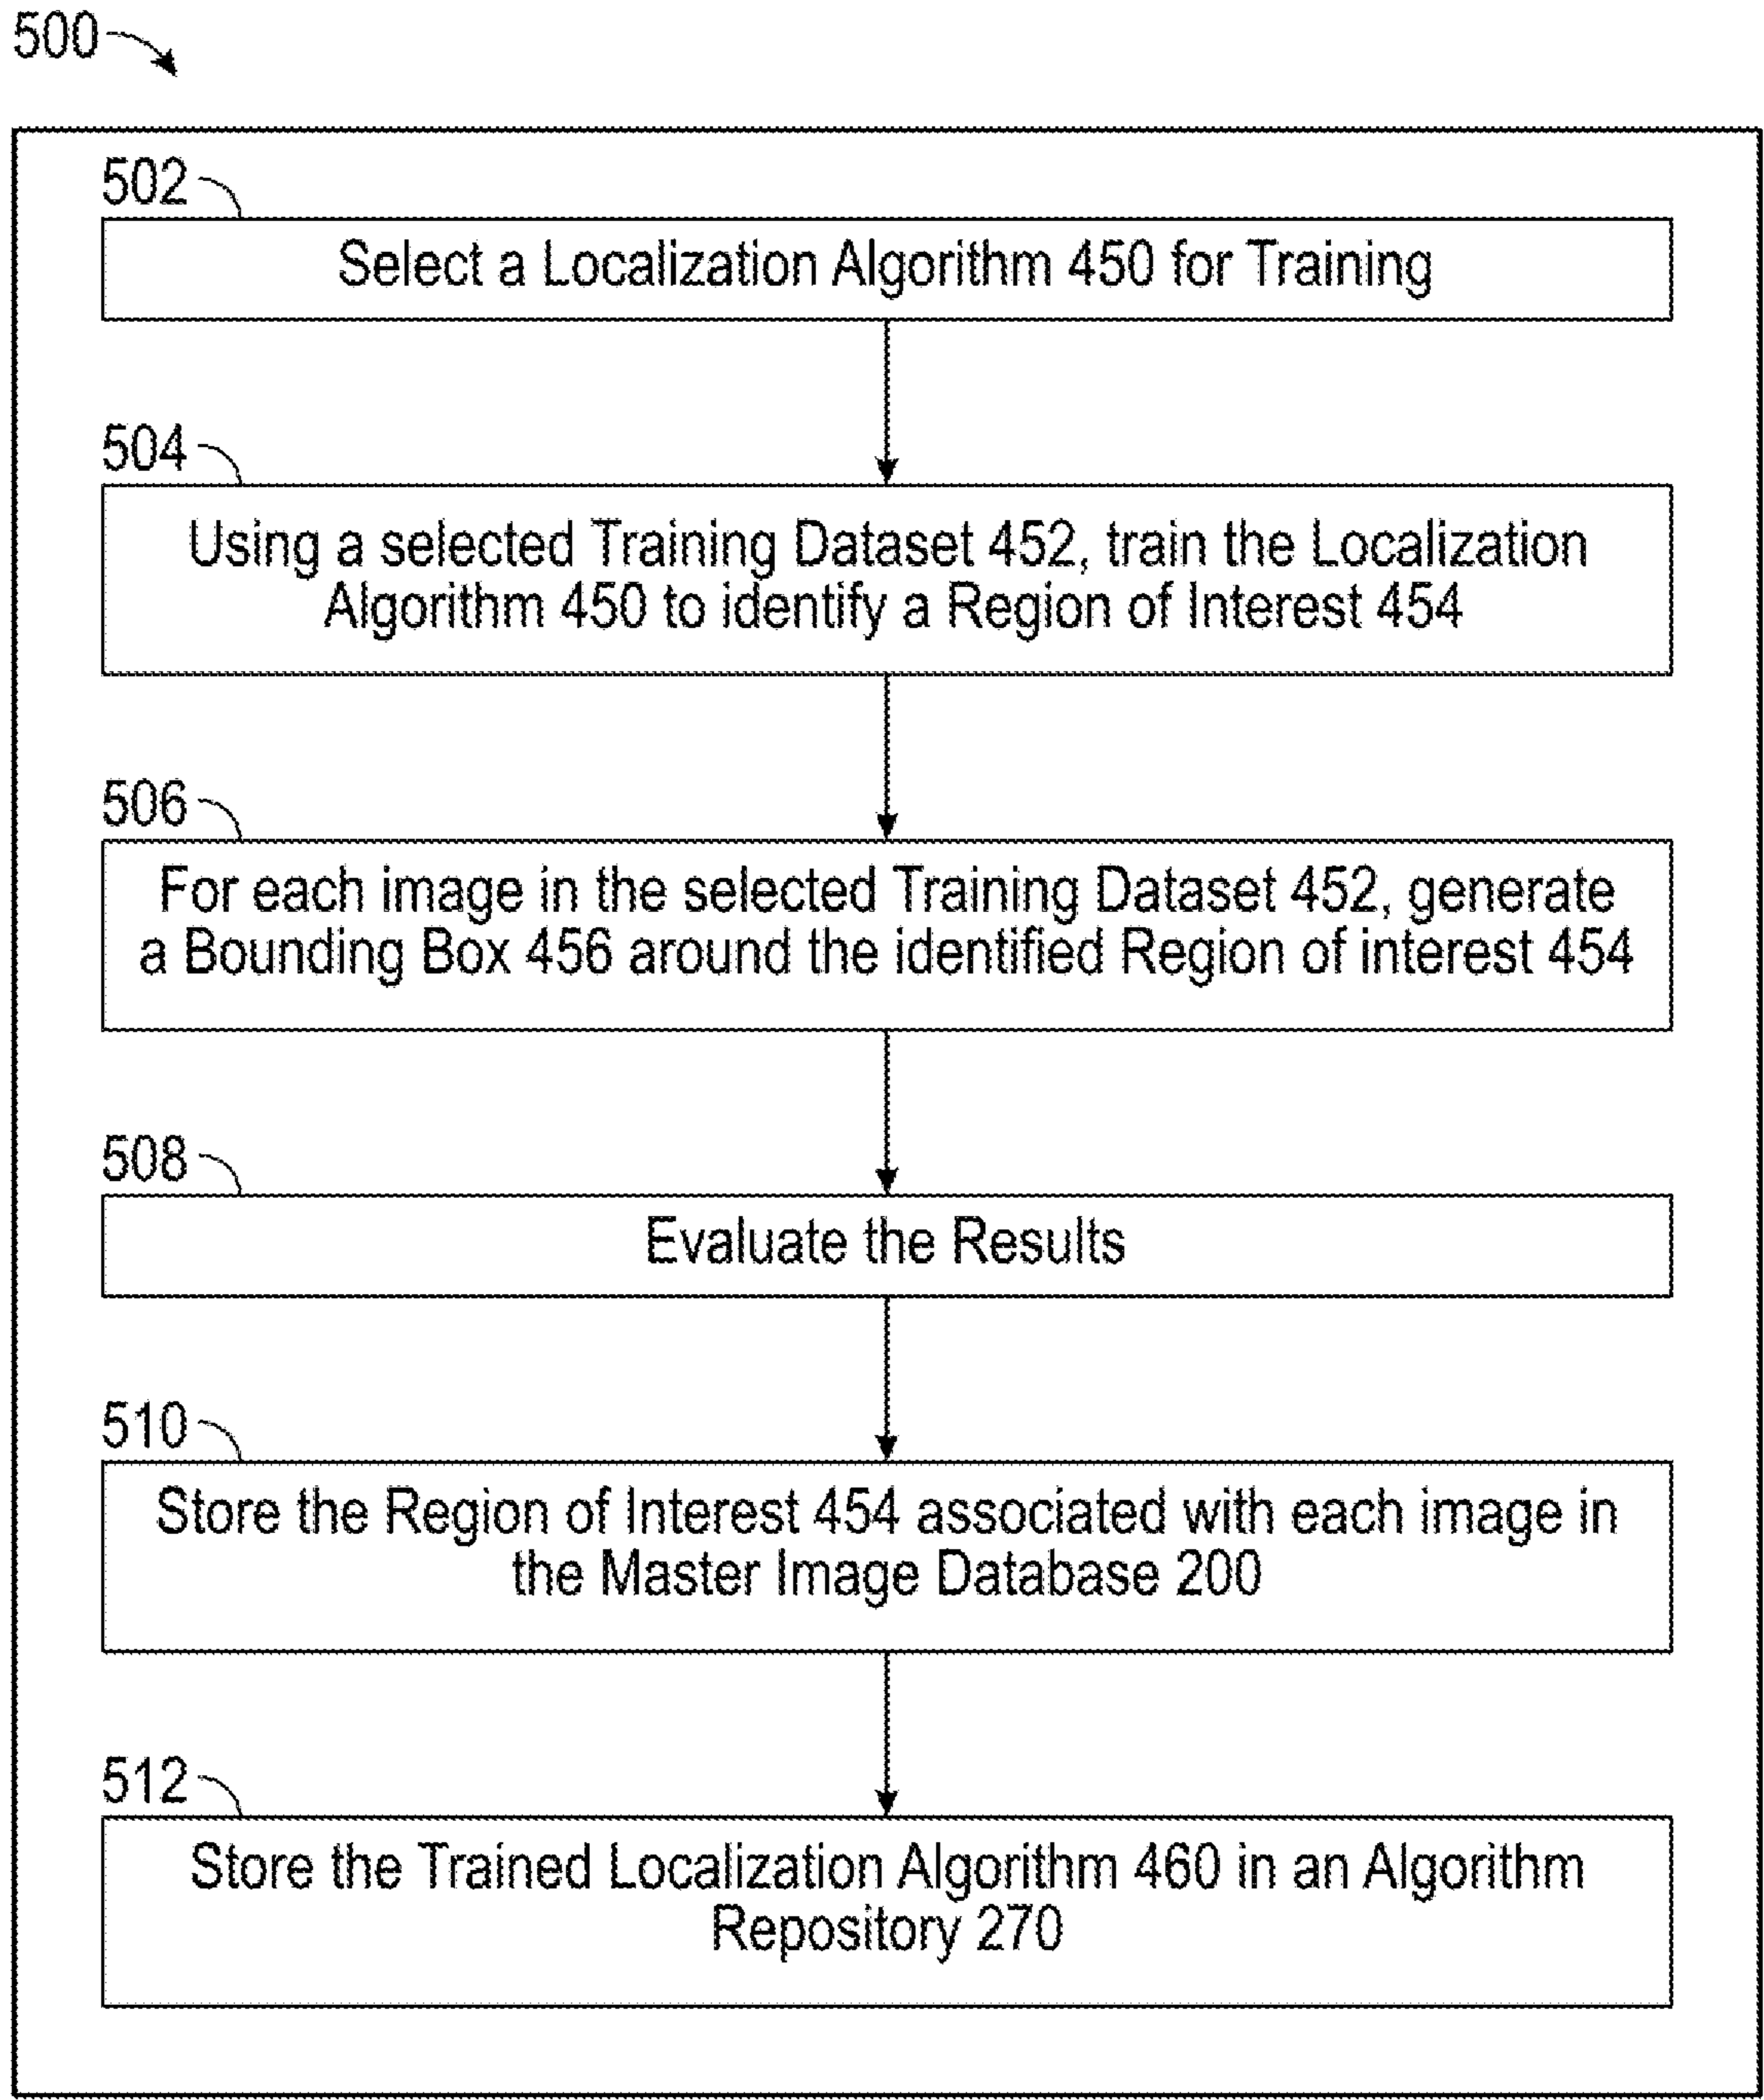 500
502
Select a Localization Algorithm 450 for Training
504
Using a selected Training Dataset 452, train the Localization
Algorithm 450 to identify a Region of Interest 454
506
For each image in the selected Training Dataset 452, generate
a Bounding Box 456 around the identified Region of interest 454
508
Evaluate the Results
510
Store the Region of Interest 454 associated with each image in
the Master Image Database 200
512
Store the Trained Localization Algorithm 460 in an Algorithm
Repository 270